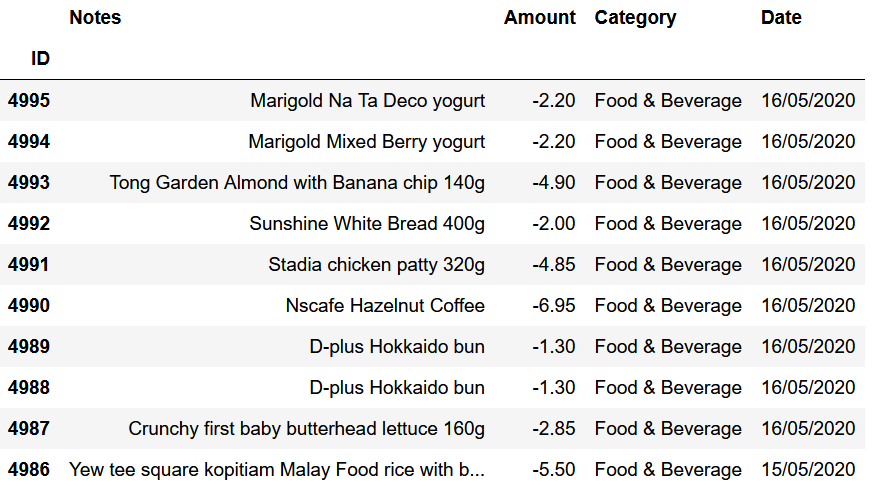 Notes Amount Category Date
ID
4995 Marigold Na Ta Deco yogurt -2.20 Food & Beverage 16/05/2020
4994 Marigold Mixed Berry yogurt -2.20 Food & Beverage 16/05/2020
4993 Tong Garden Almond with Banana chip 140g -4.90 Food & Beverage 16/05/2020
4992 Sunshine White Bread 400g -2.00 Food & Beverage 16/05/2020
4991 Stadia chicken patty 320g -4.85 Food & Beverage 16/05/2020
4990 Nscafe Hazelnut Coffee -6.95 Food & Beverage 16/05/2020
4989 D-plus Hokkaido bun -1.30 Food & Beverage 16/05/2020
4988 D-plus Hokkaido bun -1.30 Food & Beverage 16/05/2020
4987 Crunchy first baby butterhead lettuce 160g -2.85 Food & Beverage 16/05/2020
4986 Yew tee square kopitiam Malay Food rice with b... -5.50 Food & Beverage 15/05/2020